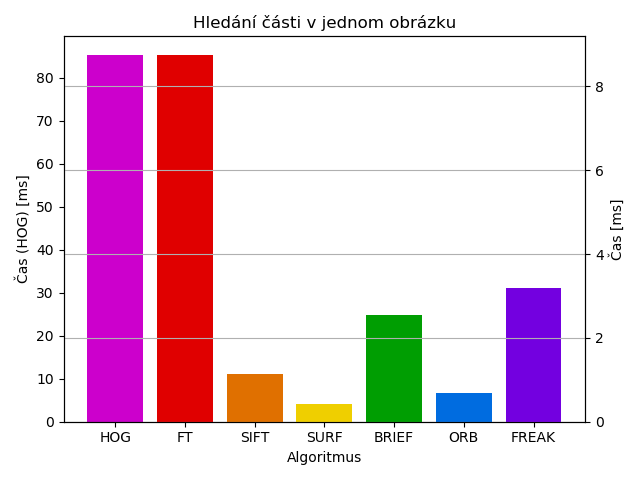 Hledání části v jednom obrázku
Čas (HOG) [ms]
80
70
60
50
40
30
20
10
0
8
6
4
2
0
Čas [ms]
HOG FT SIFT SURF BRIEF ORB FREAK
Algoritmus